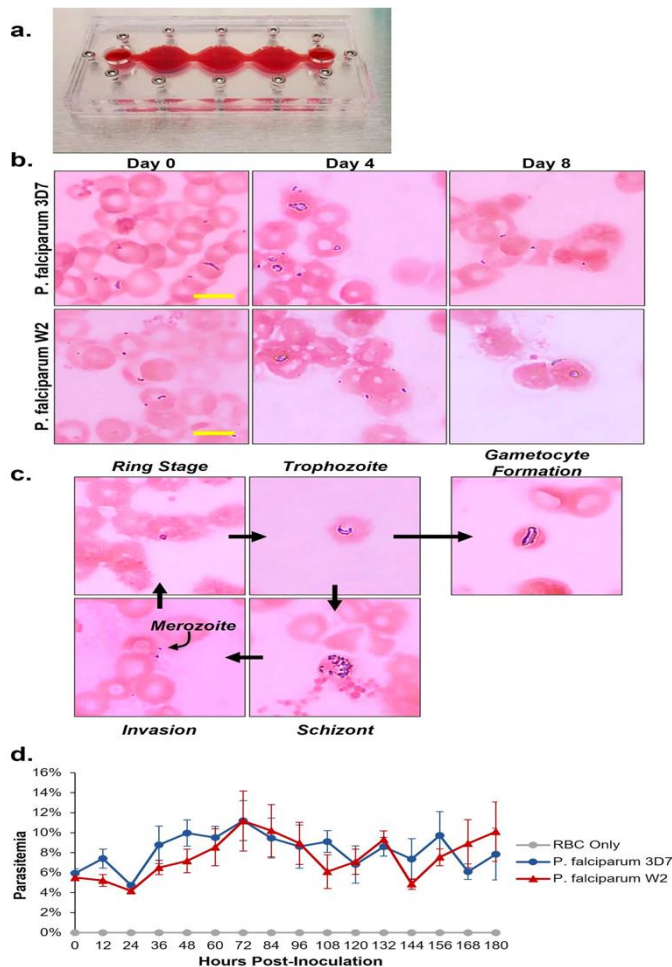 a.
b.
Day 0 Day 4 Day 8
P. falciparum 3D7
P. falciparum W2
c.
Ring Stage Trophozoite Gametocyte Formation
Merozoite
Invasion Schizont
d.
16%
14%
12%
10%
8%
6%
4%
2%
0%
Parasitemia
0 12 24 36 48 60 72 84 96 108 120 132 144 156 168 180
Hours Post-Inoculation
RBC Only
P. falciparum 3D7
P. falciparum W2